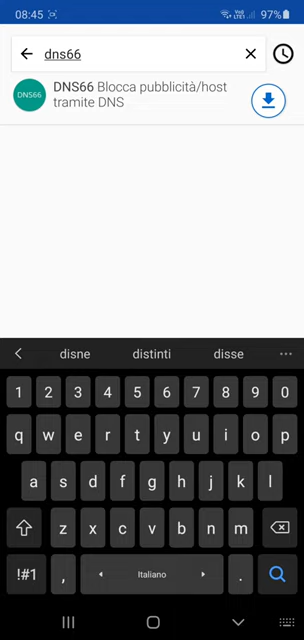 08:45 97%
dns66
DNS66 DNS66 Blocca pubblicità/host
tramite DNS
disne distinti disse
1 2 3 4 5 6 7 8 9 0
q w e r t y u i o p
a s d f g h j k l
z x c v b n m
!#1 , Italiano .